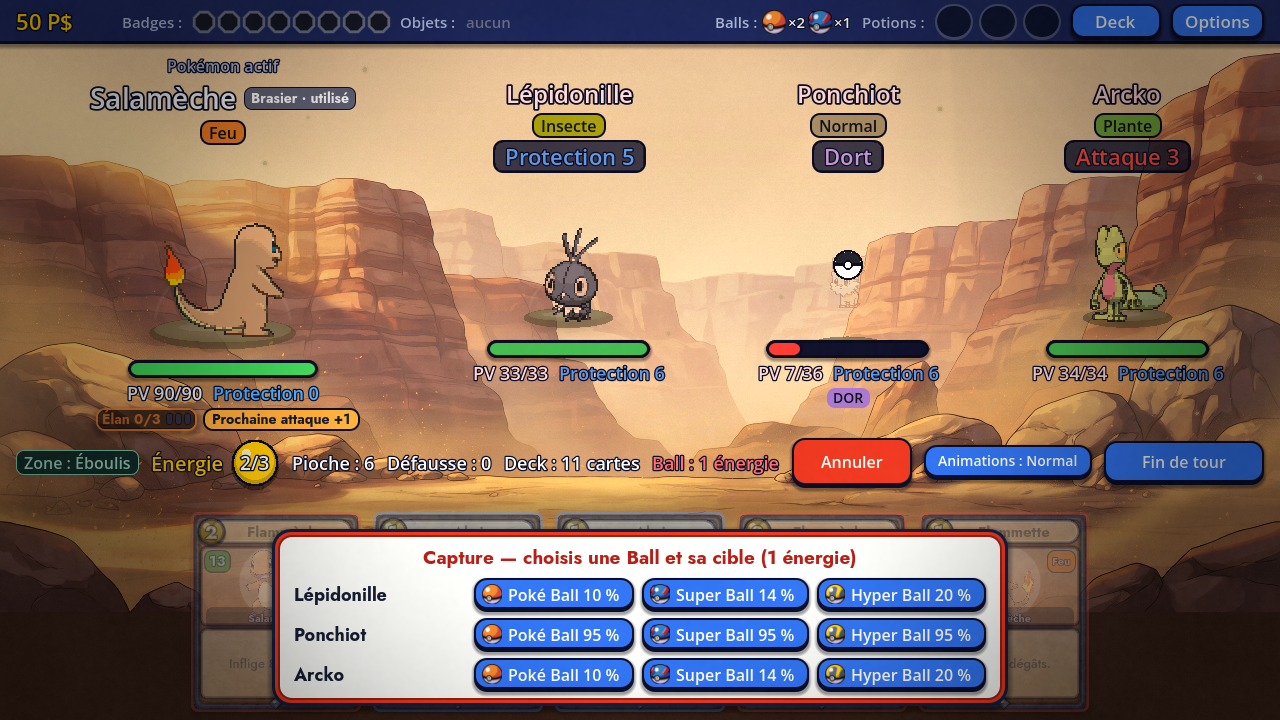 50 P$ Badges : Objets : aucun Balls : ×2 ×1 Potions : Deck Options
Pokémon actif
Salamèche Brasier · utilisé
Feu
Lépidonille
Insecte
Protection 5
Ponchiot
Normal
Dort
Arcko
Plante
Attaque 3
PV 90/90 Protection 0
Élan 0/3 Prochaine attaque +1
PV 33/33 Protection 6
PV 7/36 Protection 6
DOR
PV 34/34 Protection 6
Zone : Éboulis Énergie 2/3 Pioche : 6 Défausse : 0 Deck : 11 cartes Ball : 1 énergie Annuler Animations : Normal Fin de tour
2
13
Feu
Capture — choisis une Ball et sa cible (1 énergie)
Lépidonille Poké Ball 10 % Super Ball 14 % Hyper Ball 20 %
Ponchiot Poké Ball 95 % Super Ball 95 % Hyper Ball 95 %
Arcko Poké Ball 10 % Super Ball 14 % Hyper Ball 20 %